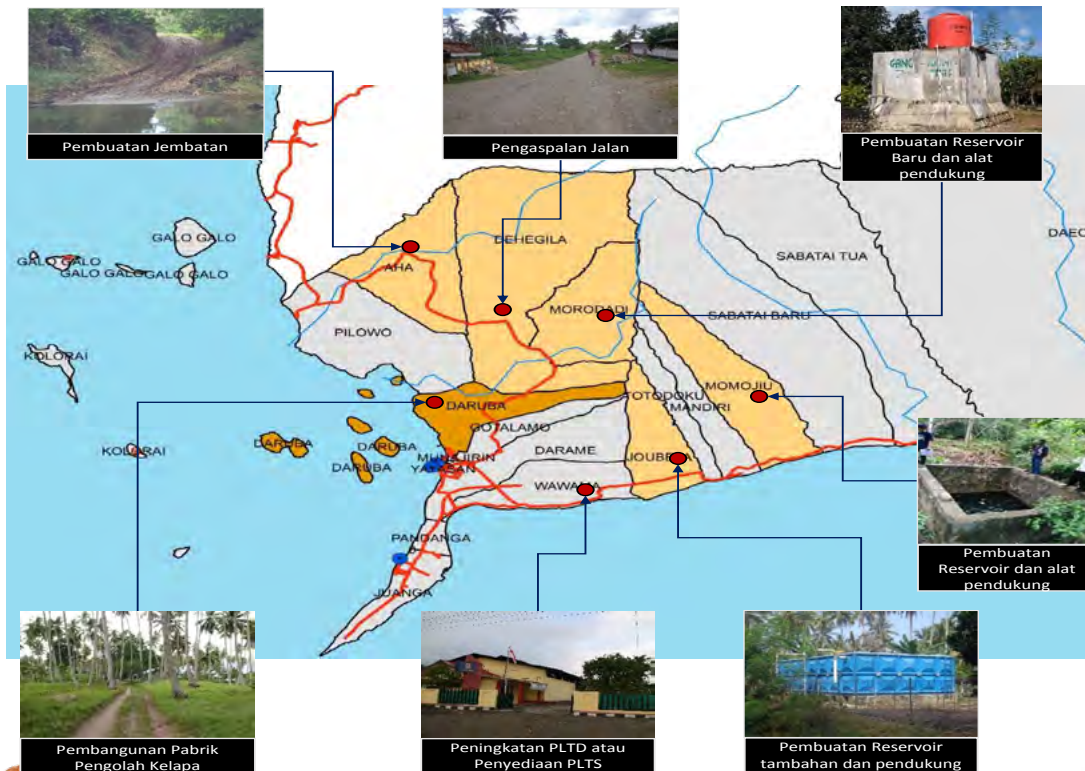 Pembuatan Jembatan
Pengaspalan Jalan
Pembuatan Reservoir
Baru dan alat
pendukung
GALO GALO
GALO GALO
GALO GALO
GALO GALO
DEHEGILA
AHA
SABATAI TUA
DAEO
MORODADI
SABATAI BARU
PILOWO
KOLORAI
MOMOJIU
TOTODOKU
MANDIRI
DARUBA
GOTALAMO
DARUBA
DARUBA
DARUBA
KOLORAI
DARAME
JOUBELA
MUHAJIRIN
YAYASAN
WAWAMA
PANDANGA
JUANGA
Pembuatan
Reservoir dan alat
pendukung
Pembangunan Pabrik
Pengolah Kelapa
Peningkatan PLTD atau
Penyediaan PLTS
Pembuatan Reservoir
tambahan dan pendukung